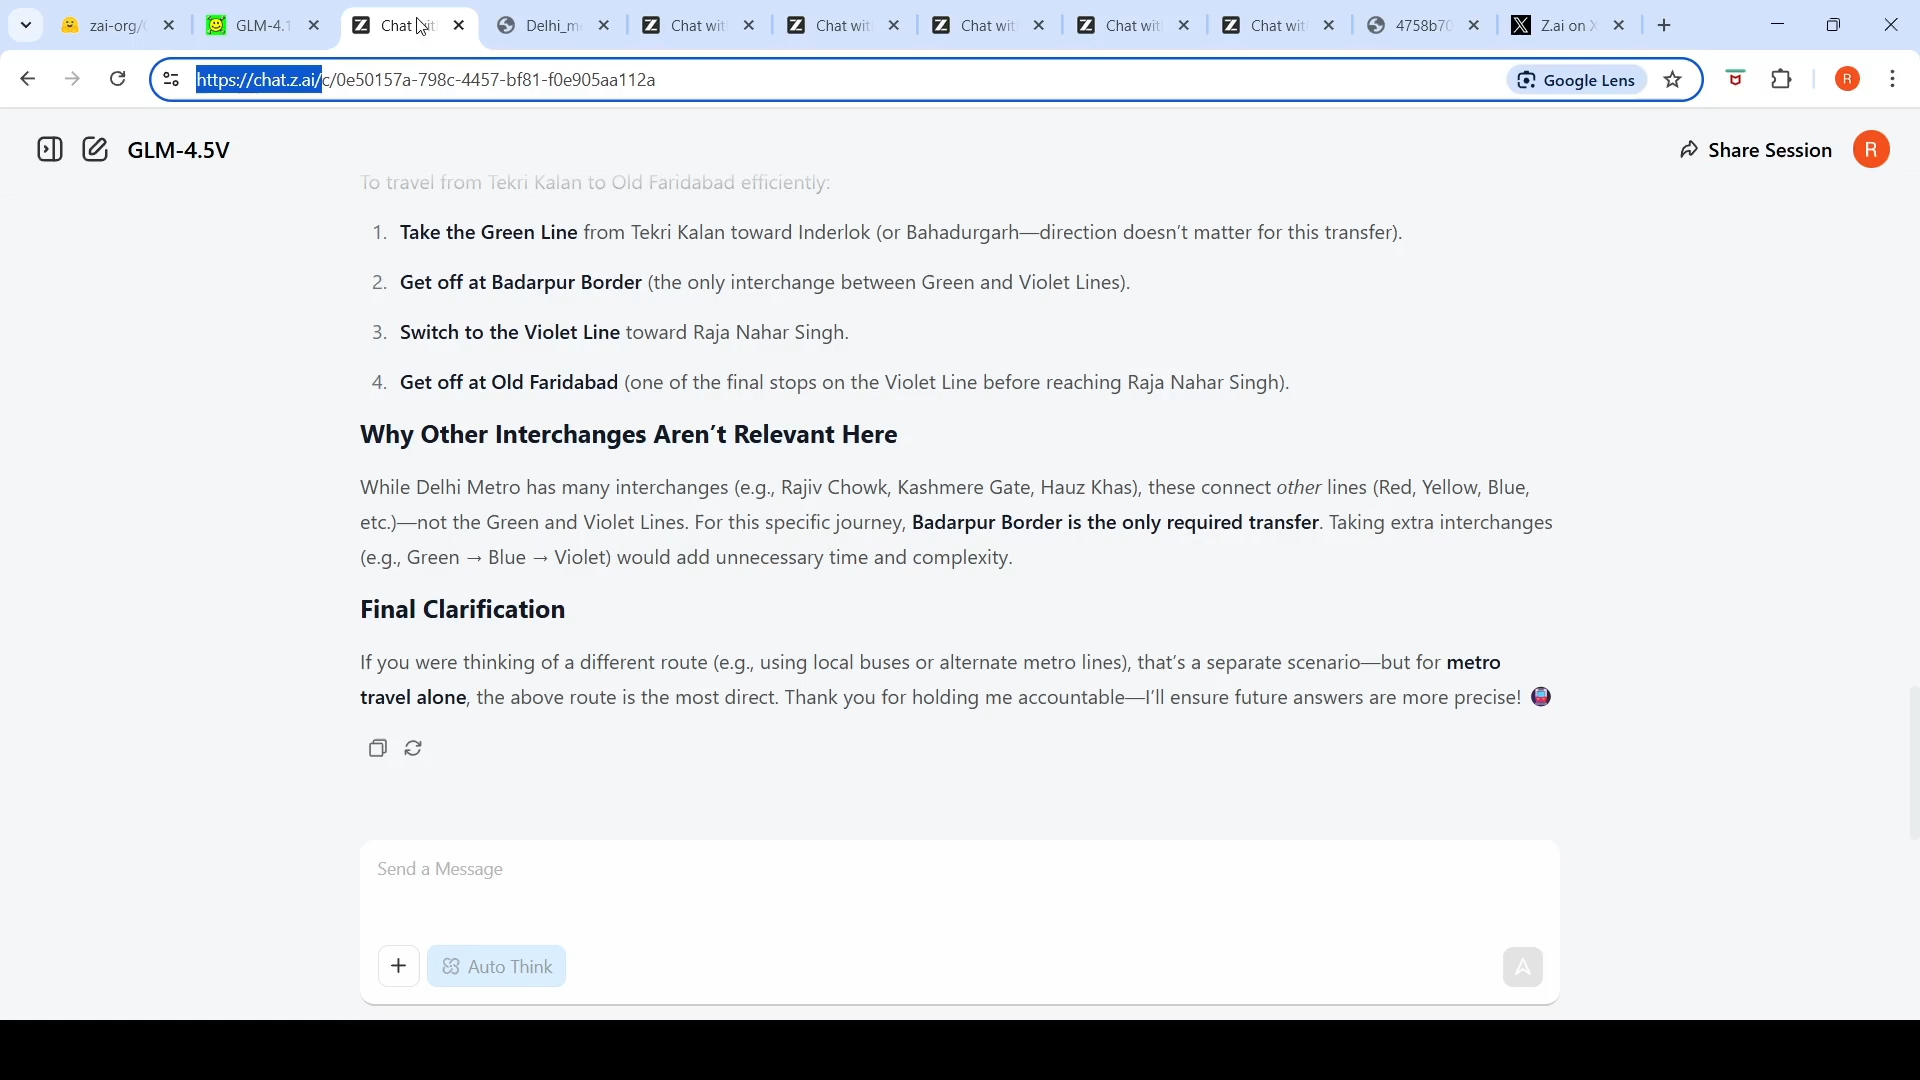 zai-org/
GLM-4.1
Chat with
Delhi_m
Chat wit
Chat wit
Chat wit
Chat wit
Chat wit
4758b70
Z.ai on X
https://chat.z.ai/c/0e50157a-798c-4457-bf81-f0e905aa112a
Google Lens
R
GLM-4.5V
Share Session
R
To travel from Tekri Kalan to Old Faridabad efficiently:
1. Take the Green Line from Tekri Kalan toward Inderlok (or Bahadurgarh—direction doesn't matter for this transfer).
2. Get off at Badarpur Border (the only interchange between Green and Violet Lines).
3. Switch to the Violet Line toward Raja Nahar Singh.
4. Get off at Old Faridabad (one of the final stops on the Violet Line before reaching Raja Nahar Singh).
Why Other Interchanges Aren't Relevant Here
While Delhi Metro has many interchanges (e.g., Rajiv Chowk, Kashmere Gate, Hauz Khas), these connect other lines (Red, Yellow, Blue,
etc.)—not the Green and Violet Lines. For this specific journey, Badarpur Border is the only required transfer. Taking extra interchanges
(e.g., Green → Blue → Violet) would add unnecessary time and complexity.
Final Clarification
If you were thinking of a different route (e.g., using local buses or alternate metro lines), that's a separate scenario—but for metro
travel alone, the above route is the most direct. Thank you for holding me accountable—I'll ensure future answers are more precise! 🚇
Send a Message
Auto Think